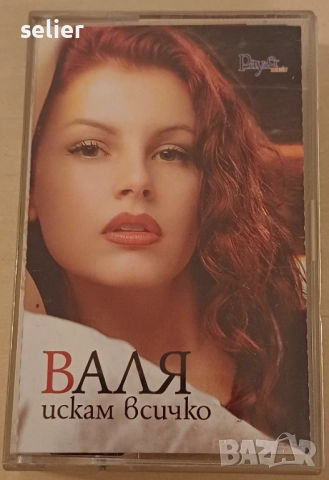 selier
Payner
ВАЛЯ
искам всичко
BAZAR